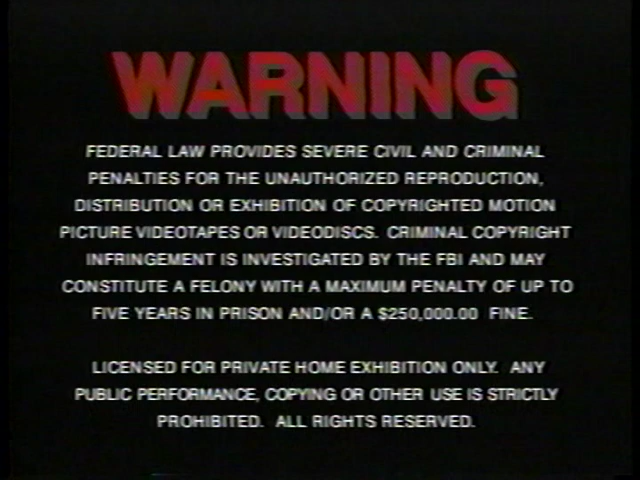 WARNING
FEDERAL LAW PROVIDES SEVERE CIVIL AND CRIMINAL
PENALTIES FOR THE UNAUTHORIZED REPRODUCTION,
DISTRIBUTION OR EXHIBITION OF COPYRIGHTED MOTION
PICTURE VIDEOTAPES OR VIDEODISCS. CRIMINAL COPYRIGHT
INFRINGEMENT IS INVESTIGATED BY THE FBI AND MAY
CONSTITUTE A FELONY WITH A MAXIMUM PENALTY OF UP TO
FIVE YEARS IN PRISON AND/OR A $250,000.00 FINE.
LICENSED FOR PRIVATE HOME EXHIBITION ONLY. ANY
PUBLIC PERFORMANCE, COPYING OR OTHER USE IS STRICTLY
PROHIBITED. ALL RIGHTS RESERVED.